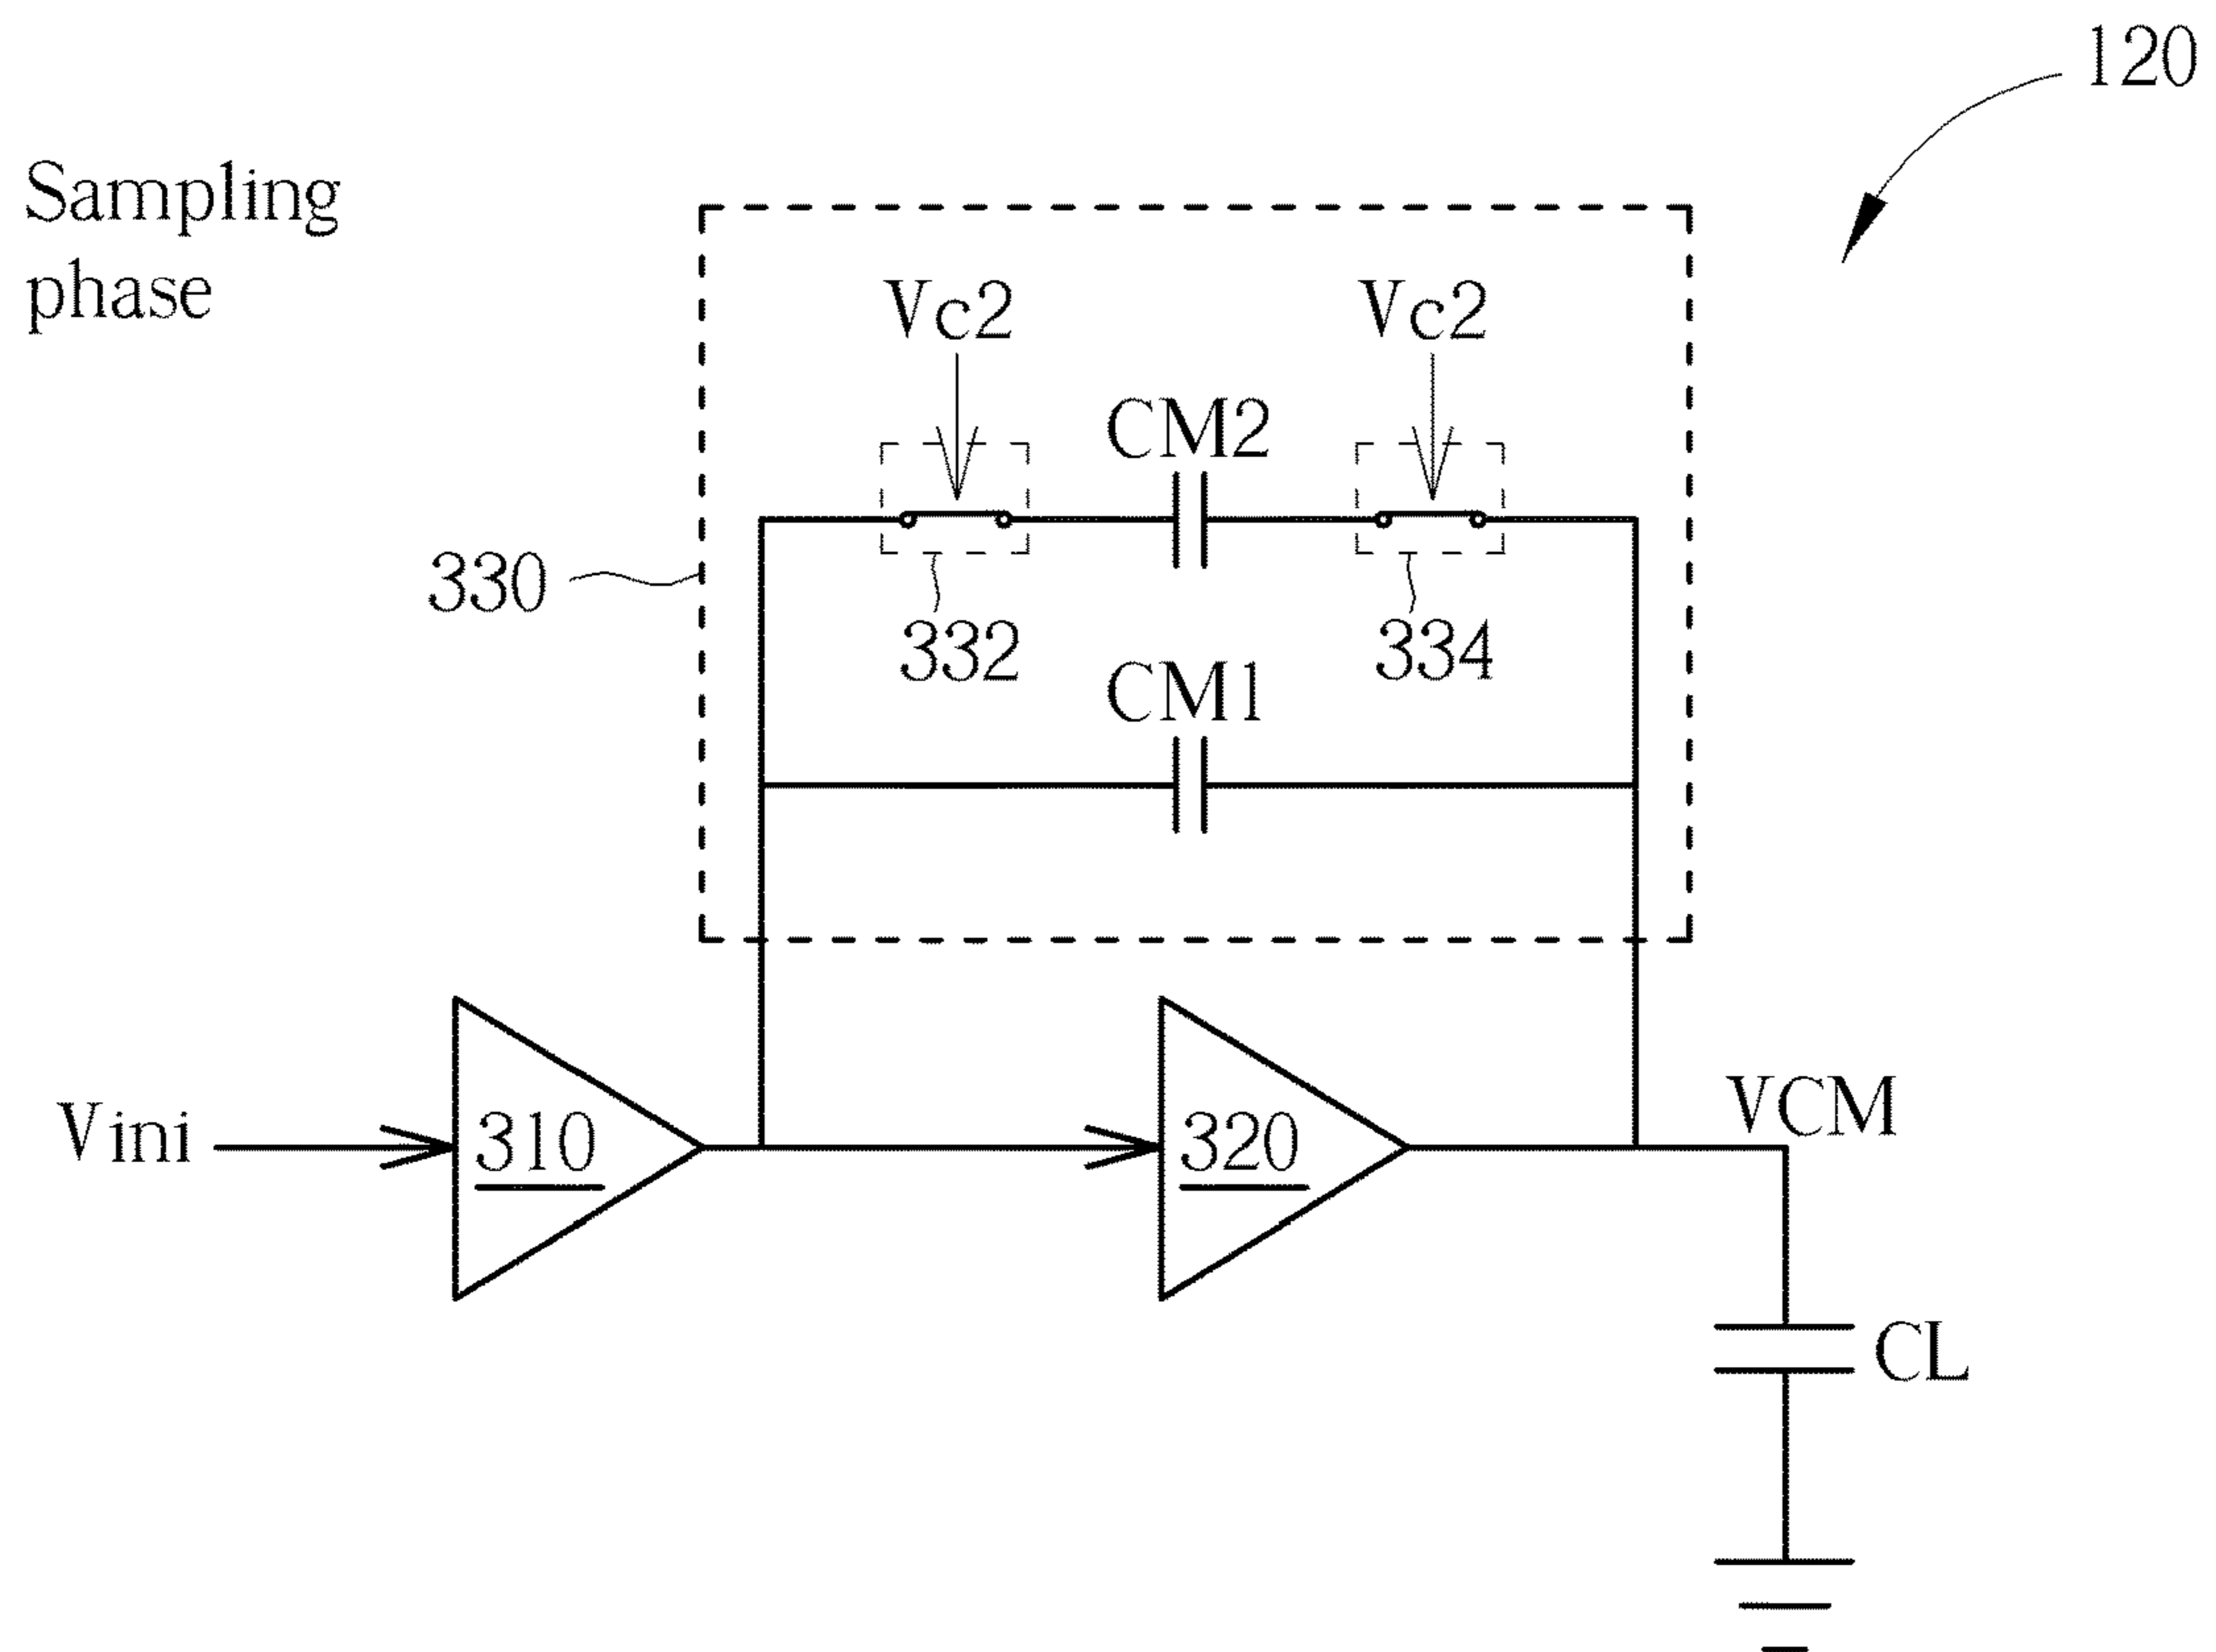 120
Sampling
phase
Vc2
Vc2
CM2
330
332
334
CM1
Vini
310
320
VCM
CL